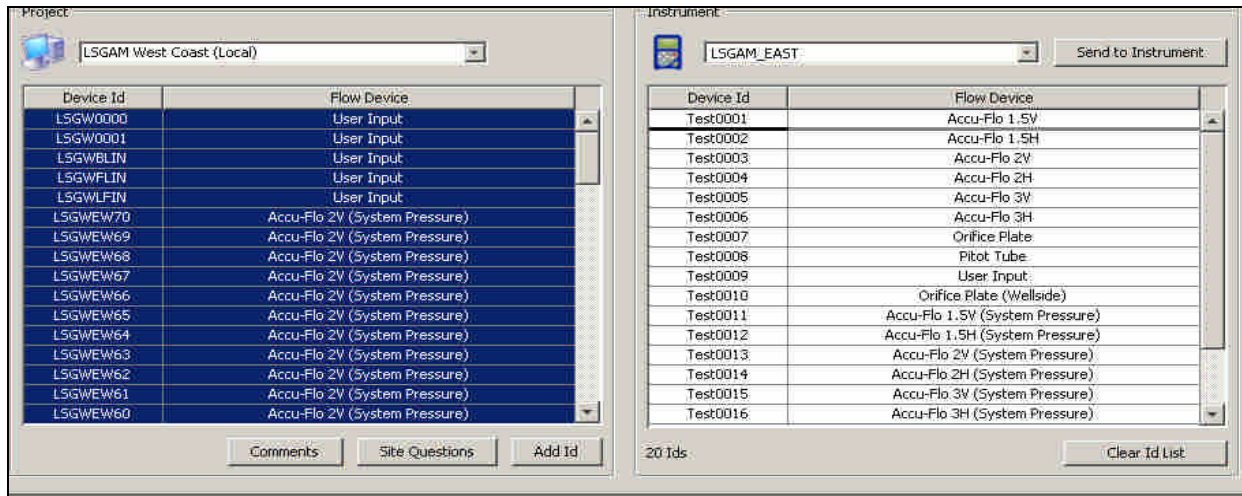 Project
LSGAM West Coast (Local)
Device Id Flow Device
LSGW0000 User Input
LSGW0001 User Input
LSGWBLIN User Input
LSGWFLIN User Input
LSGWLFIN User Input
LSGWEW70 Accu-Flo 2V (System Pressure)
LSGWEW69 Accu-Flo 2V (System Pressure)
LSGWEW68 Accu-Flo 2V (System Pressure)
LSGWEW67 Accu-Flo 2V (System Pressure)
LSGWEW66 Accu-Flo 2V (System Pressure)
LSGWEW65 Accu-Flo 2V (System Pressure)
LSGWEW64 Accu-Flo 2V (System Pressure)
LSGWEW63 Accu-Flo 2V (System Pressure)
LSGWEW62 Accu-Flo 2V (System Pressure)
LSGWEW61 Accu-Flo 2V (System Pressure)
LSGWEW60 Accu-Flo 2V (System Pressure)
Comments Site Questions Add Id
Instrument
LSGAM_EAST Send to Instrument
Device Id Flow Device
Test0001 Accu-Flo 1.5V
Test0002 Accu-Flo 1.5H
Test0003 Accu-Flo 2V
Test0004 Accu-Flo 2H
Test0005 Accu-Flo 3V
Test0006 Accu-Flo 3H
Test0007 Orifice Plate
Test0008 Pitot Tube
Test0009 User Input
Test0010 Orifice Plate (Wellside)
Test0011 Accu-Flo 1.5V (System Pressure)
Test0012 Accu-Flo 1.5H (System Pressure)
Test0013 Accu-Flo 2V (System Pressure)
Test0014 Accu-Flo 2H (System Pressure)
Test0015 Accu-Flo 3V (System Pressure)
Test0016 Accu-Flo 3H (System Pressure)
20 Ids Clear Id List